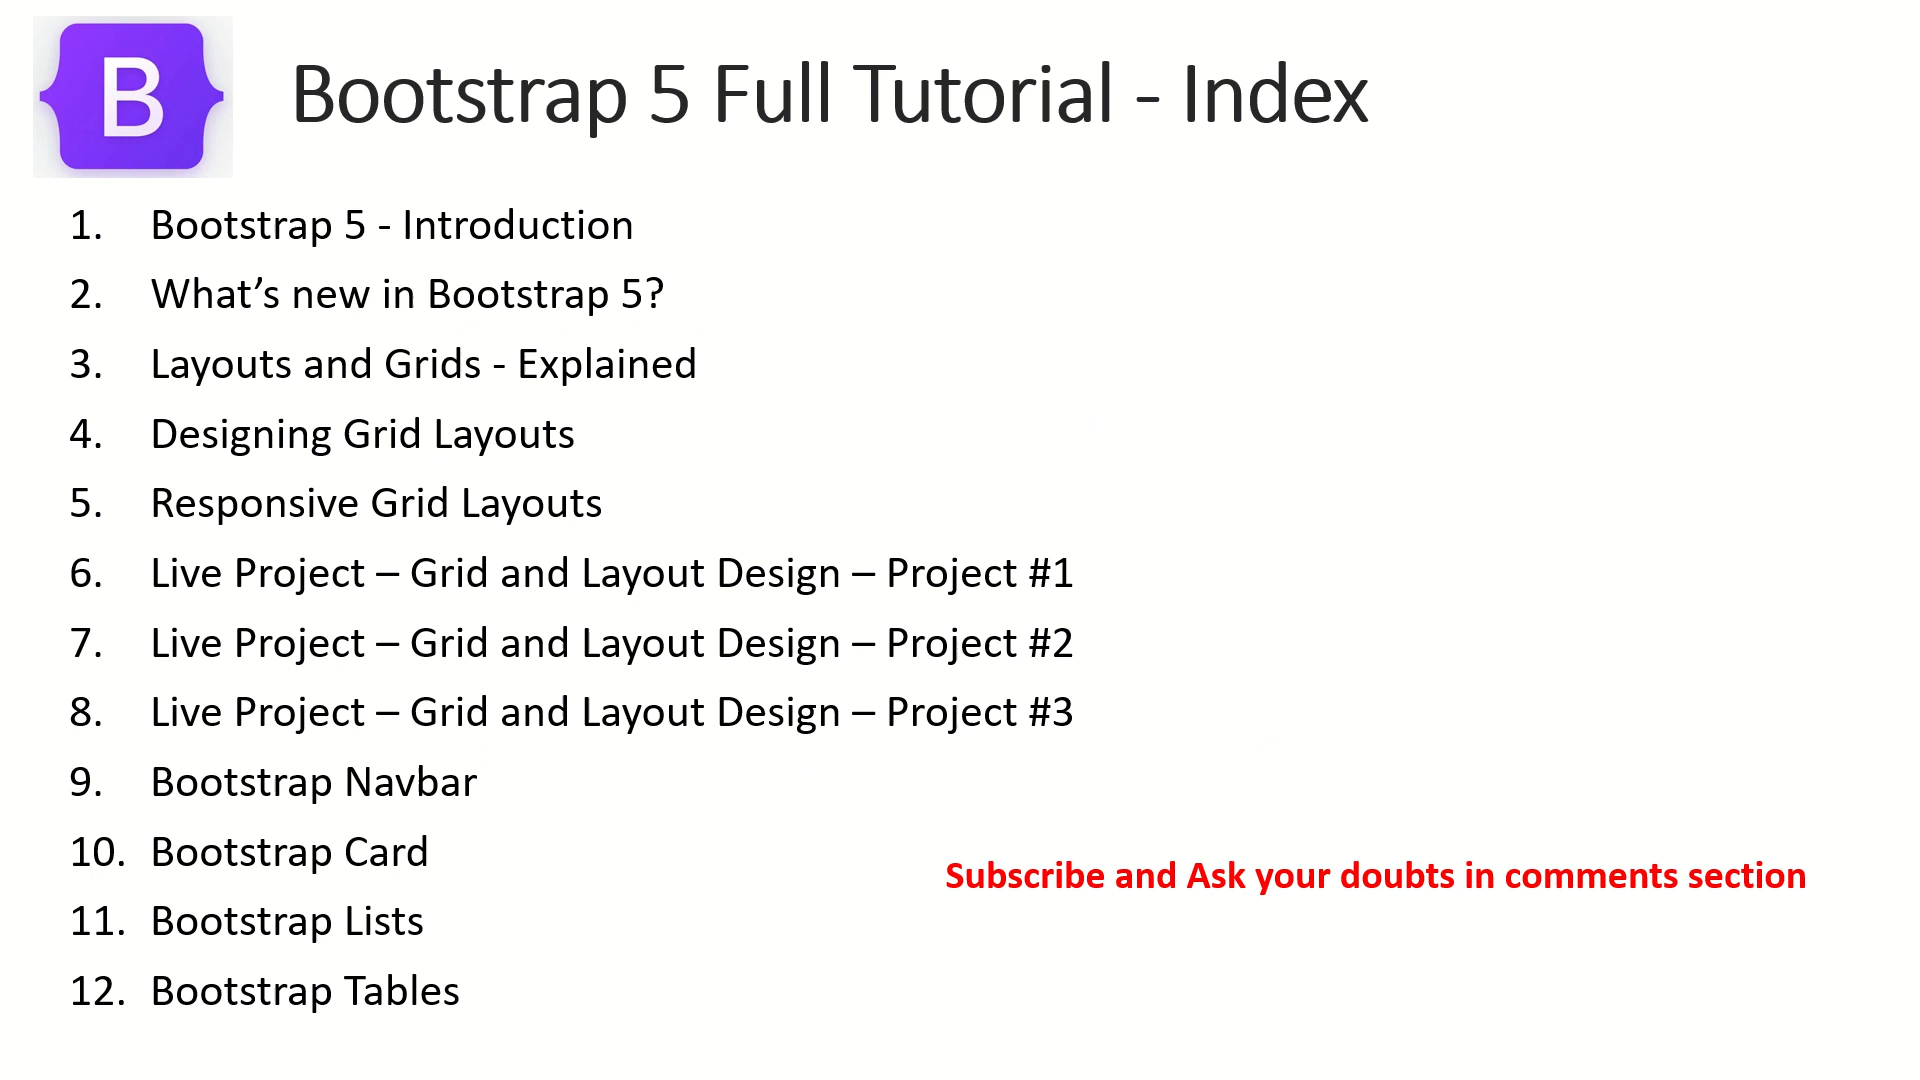 B
Bootstrap 5 Full Tutorial - Index
1. Bootstrap 5 - Introduction
2. What’s new in Bootstrap 5?
3. Layouts and Grids - Explained
4. Designing Grid Layouts
5. Responsive Grid Layouts
6. Live Project – Grid and Layout Design – Project #1
7. Live Project – Grid and Layout Design – Project #2
8. Live Project – Grid and Layout Design – Project #3
9. Bootstrap Navbar
10. Bootstrap Card
Subscribe and Ask your doubts in comments section
11. Bootstrap Lists
12. Bootstrap Tables